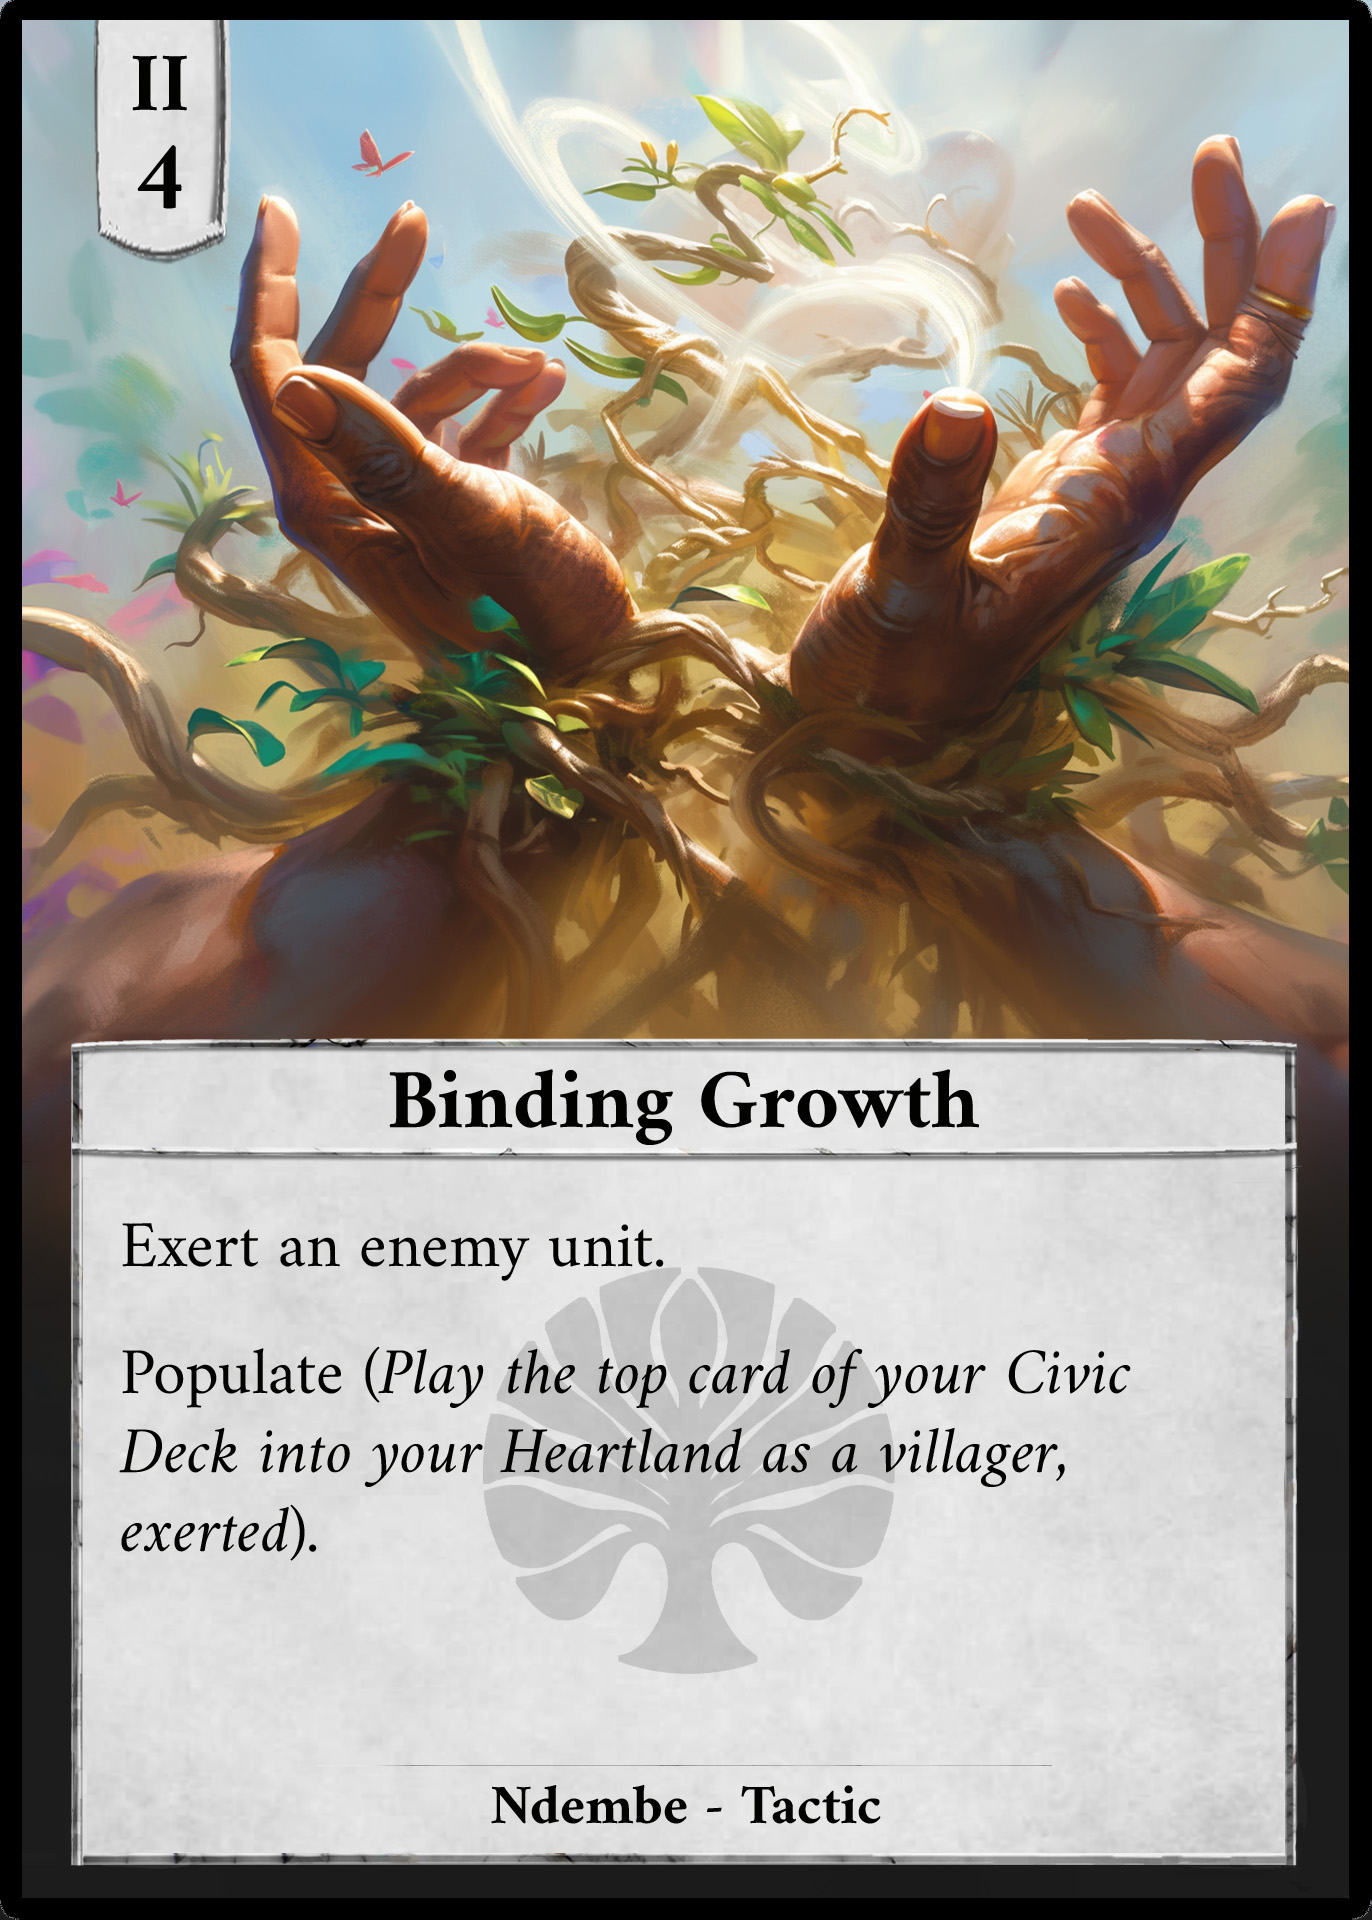 II
4
Binding Growth
Exert an enemy unit.
Populate (Play the top card of your Civic
Deck into your Heartland as a villager,
exerted).
Ndembe - Tactic